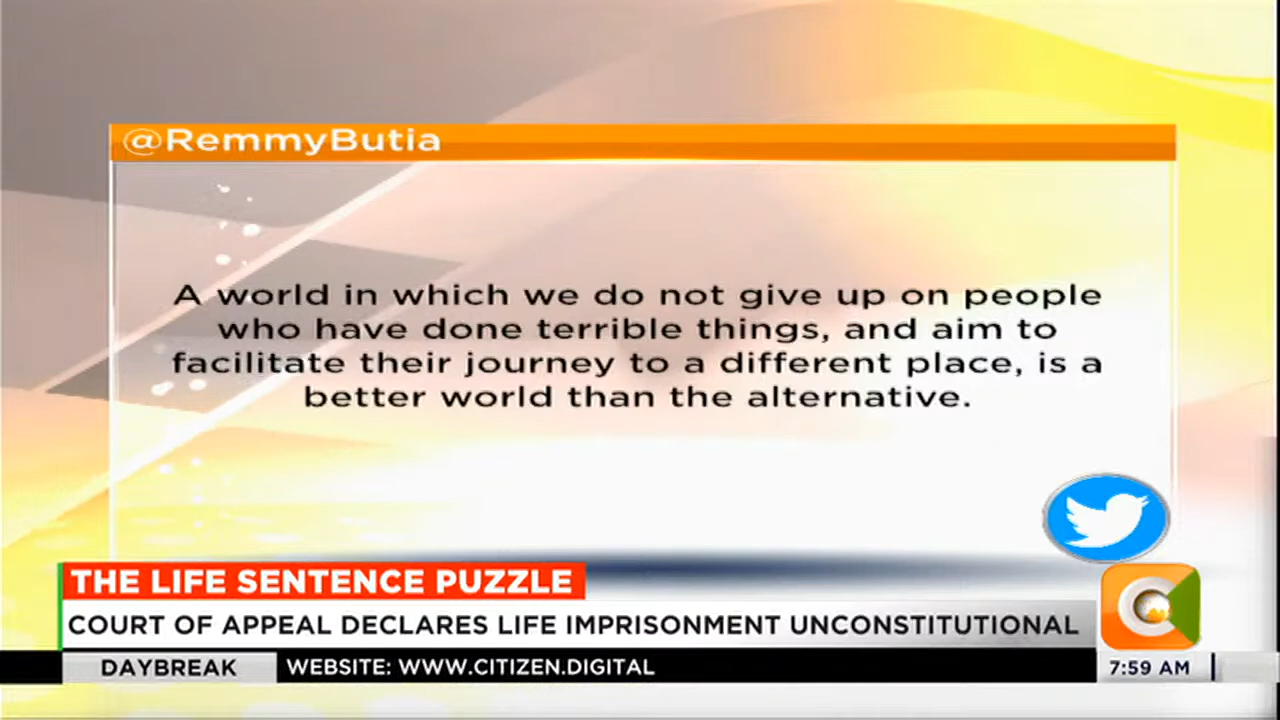 @RemmyButia
A world in which we do not give up on people
who have done terrible things, and aim to
facilitate their journey to a different place, is a
better world than the alternative.
THE LIFE SENTENCE PUZZLE
COURT OF APPEAL DECLARES LIFE IMPRISONMENT UNCONSTITUTIONAL
DAYBREAK WEBSITE: WWW.CITIZEN.DIGITAL 7:59 AM